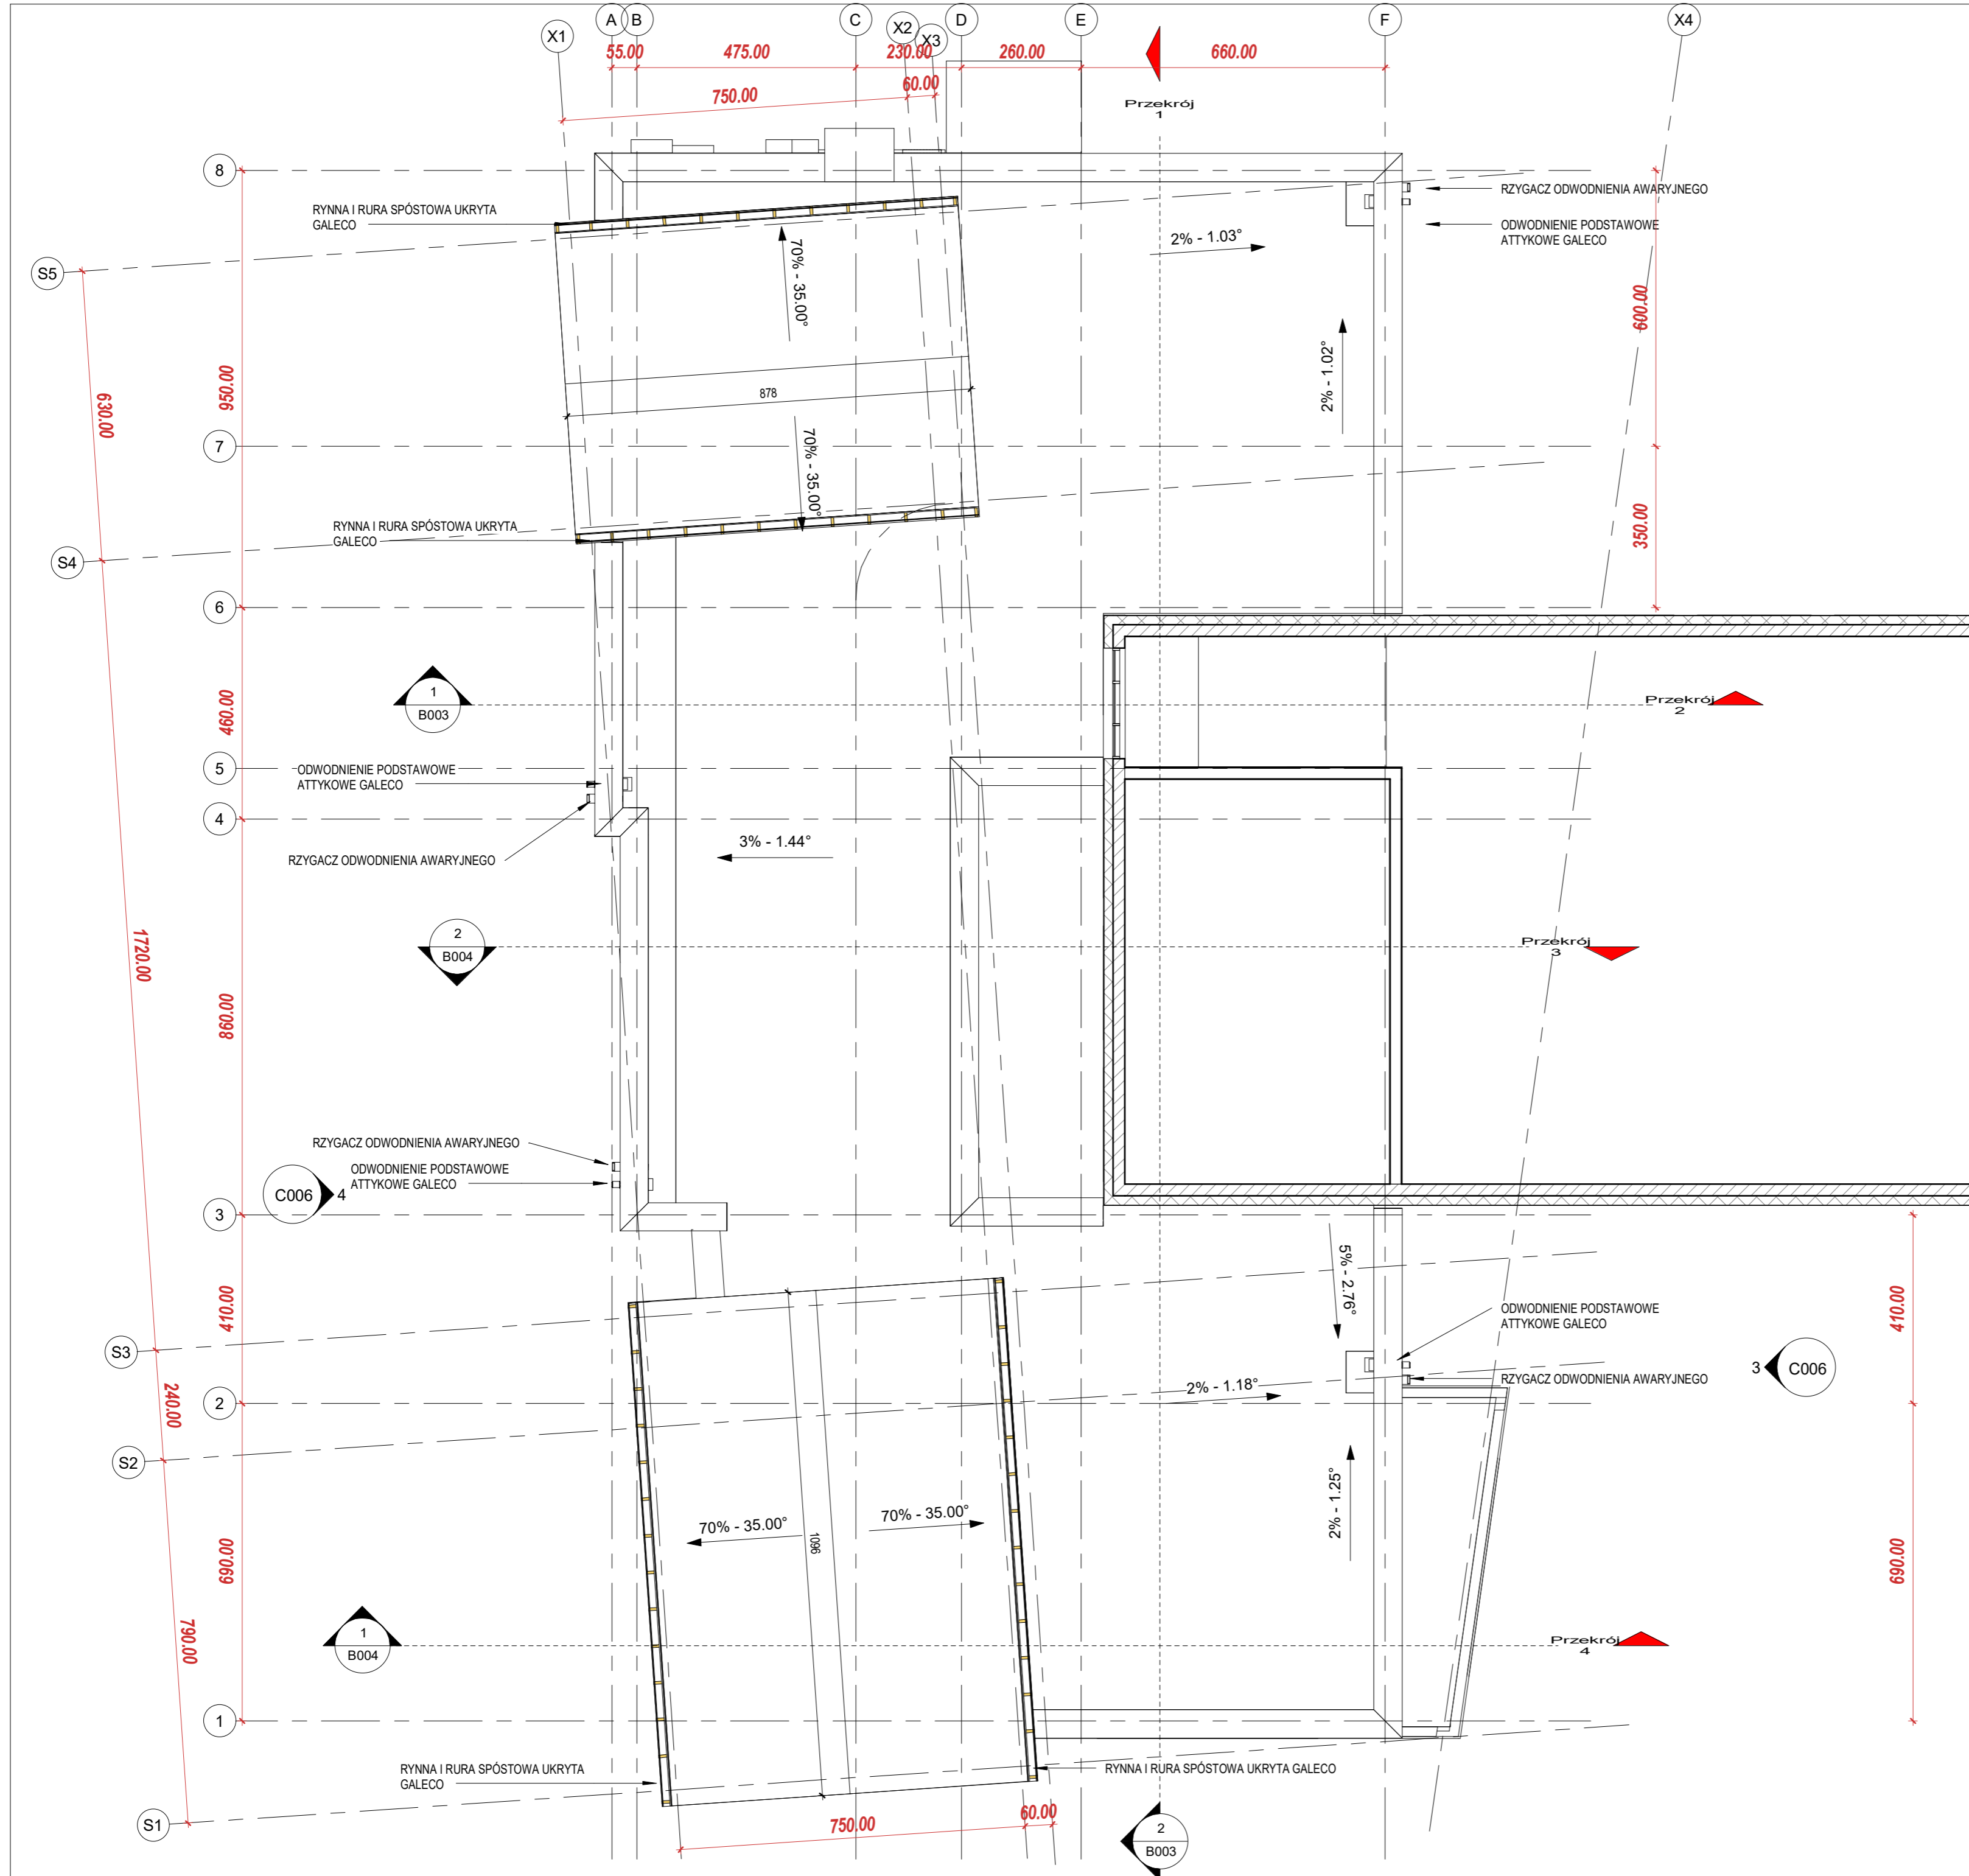 X1
A
B
C
X2
X3
D
E
F
X4
55.00
475.00
230.00
260.00
660.00
750.00
60.00
Przekrój
1
8
RYNNA I RURA SPÓSTOWA UKRYTA
GALECO
RZYGACZ ODWODNIENIA AWARYJNEGO
ODWODNIENIE PODSTAWOWE
ATTYKOWE GALECO
2% - 1.03°
70% - 35.00°
S5
600.00
2% - 1.02°
950.00
630.00
878
7
70% - 35.00°
350.00
RYNNA I RURA SPÓSTOWA UKRYTA
GALECO
S4
6
1
B003
460.00
Przekrój
2
5
ODWODNIENIE PODSTAWOWE
ATTYKOWE GALECO
4
3% - 1.44°
RZYGACZ ODWODNIENIA AWARYJNEGO
1720.00
2
B004
Przekrój
3
860.00
RZYGACZ ODWODNIENIA AWARYJNEGO
ODWODNIENIE PODSTAWOWE
ATTYKOWE GALECO
C006
4
3
5% - 2.76°
410.00
410.00
ODWODNIENIE PODSTAWOWE
ATTYKOWE GALECO
S3
3
C006
RZYGACZ ODWODNIENIA AWARYJNEGO
2% - 1.18°
240.00
2
S2
2% - 1.25°
70% - 35.00°
70% - 35.00°
1096
690.00
690.00
790.00
1
B004
Przekrój
4
1
RYNNA I RURA SPÓSTOWA UKRYTA
GALECO
RYNNA I RURA SPÓSTOWA UKRYTA GALECO
S1
750.00
60.00
2
B003